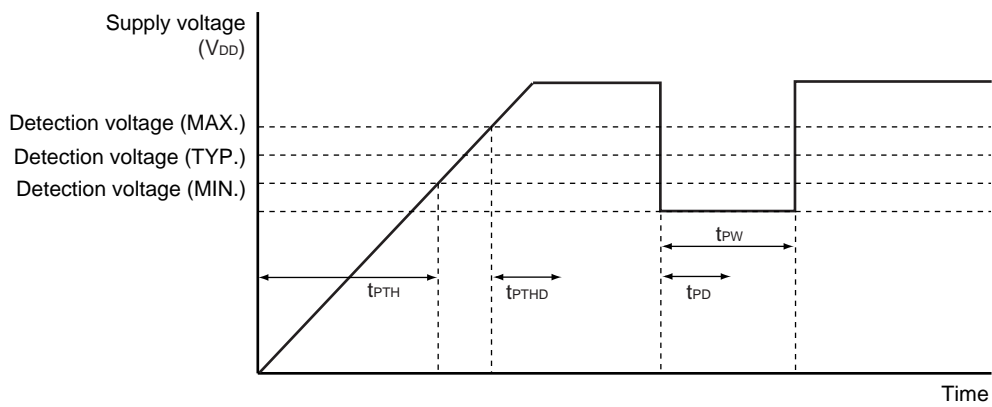 Supply voltage
(VDD)
Detection voltage (MAX.)
Detection voltage (TYP.)
Detection voltage (MIN.)
tPW
tPTH
tPTHD
tPD
Time